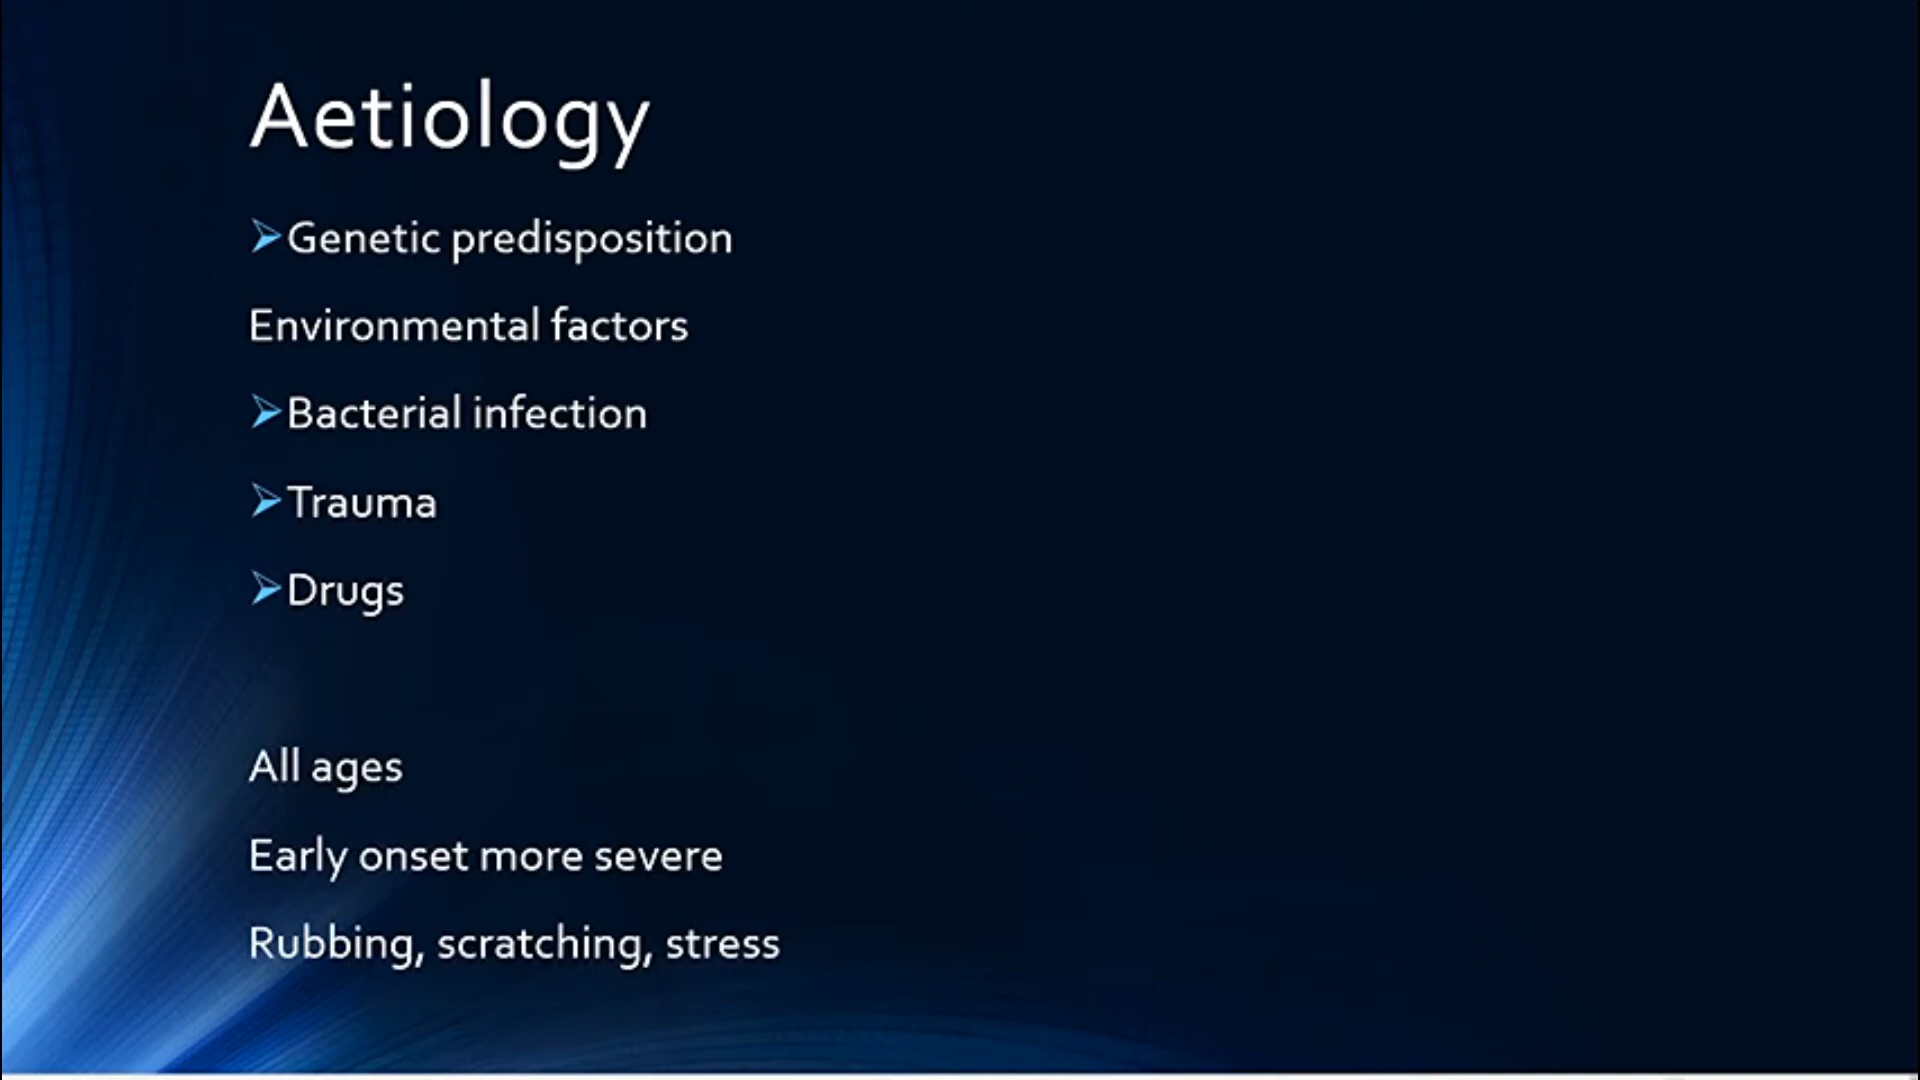 Aetiology
➢Genetic predisposition
Environmental factors
➢Bacterial infection
➢Trauma
➢Drugs
All ages
Early onset more severe
Rubbing, scratching, stress